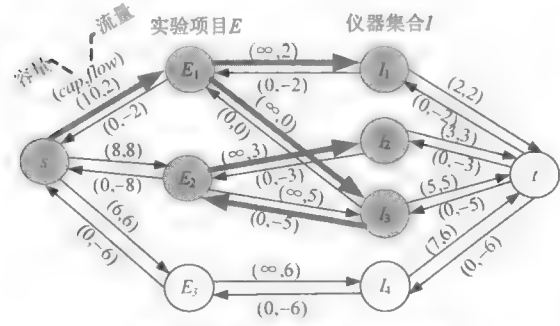 流量
容量
(cap,flow)
实验项目E
仪器集合I
(10,2)
(0,-2)
E₁
(∞,2)
(0,-2)
I₁
(2,2)
(0,-2)
(∞,0)
(0,0)
s
(8,8)
(0,-8)
E₂
(∞,3)
(0,-3)
I₂
(3,3)
(0,-3)
t
(∞,5)
(0,-5)
I₃
(5,5)
(0,-5)
(6,6)
(0,-6)
E₃
(∞,6)
(0,-6)
I₄
(7,6)
(0,-6)